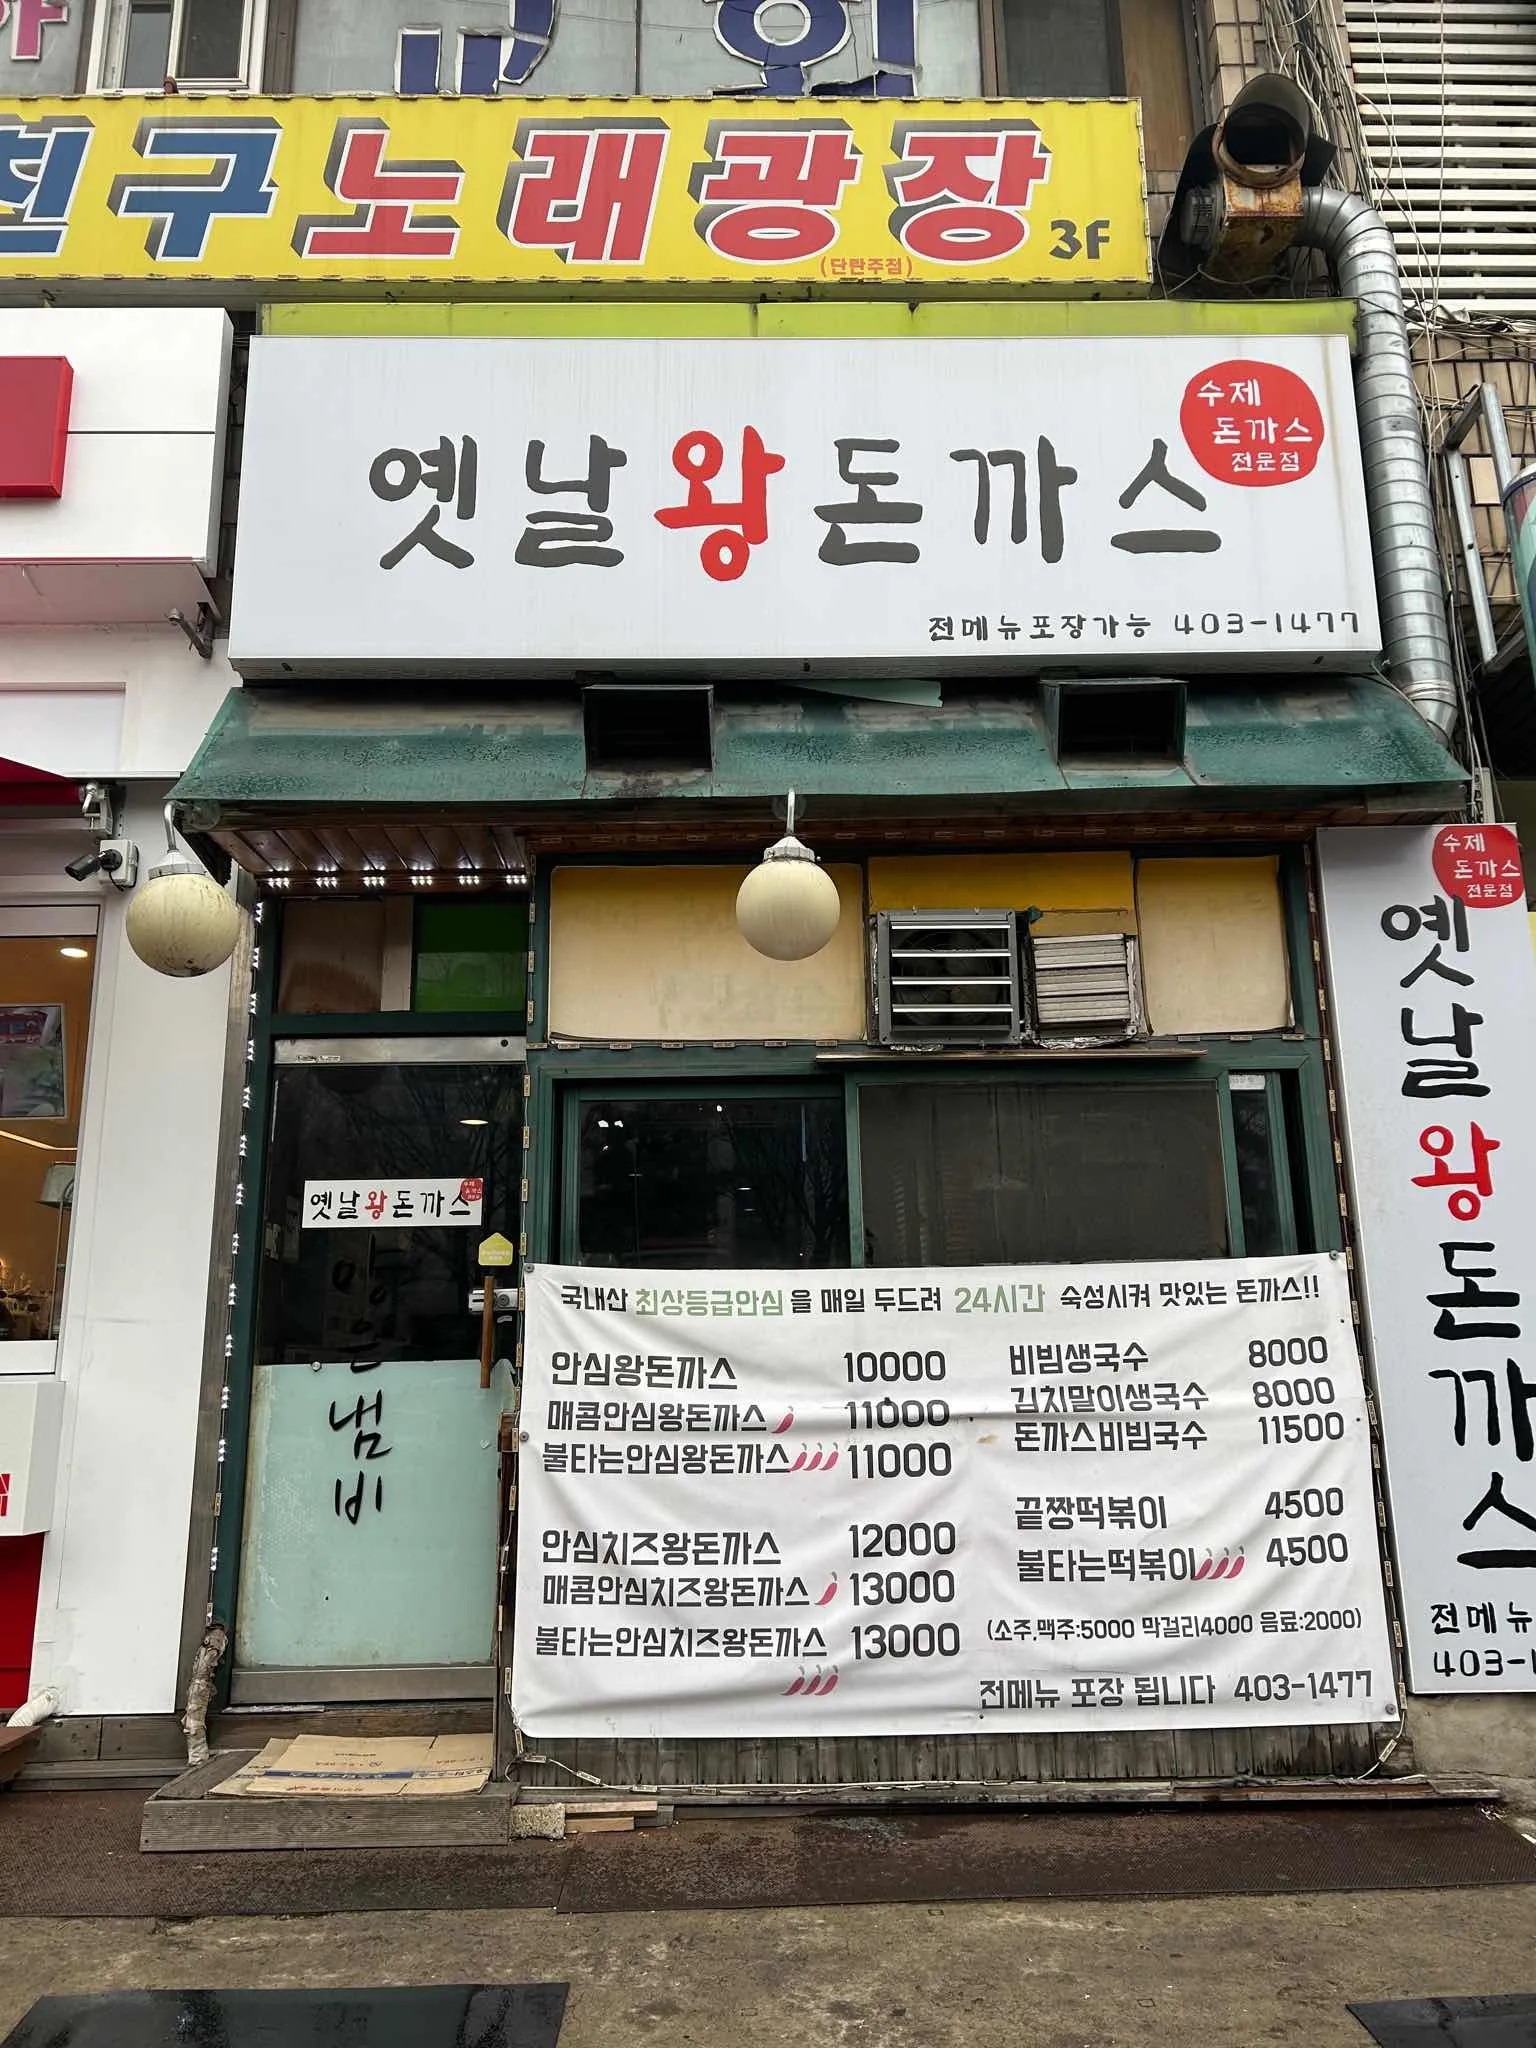 교회
친구노래광장 3F
(단란주점)
수제
돈까스
전문점
옛날왕돈까스
전메뉴포장가능 403-1477
수제
돈까스
전문점
옛날왕돈까스
전메뉴
403-1
옛날왕돈까스
냄비
국내산 최상등급안심을 매일 두드려 24시간 숙성시켜 맛있는 돈까스!!
안심왕돈까스 10000
매콤안심왕돈까스 11000
불타는안심왕돈까스 11000
안심치즈왕돈까스 12000
매콤안심치즈왕돈까스 13000
불타는안심치즈왕돈까스 13000
비빔생국수 8000
김치말이생국수 8000
돈까스비빔국수 11500
끝짱떡볶이 4500
불타는떡볶이 4500
(소주,맥주:5000 막걸리4000 음료:2000)
전메뉴 포장 됩니다 403-1477